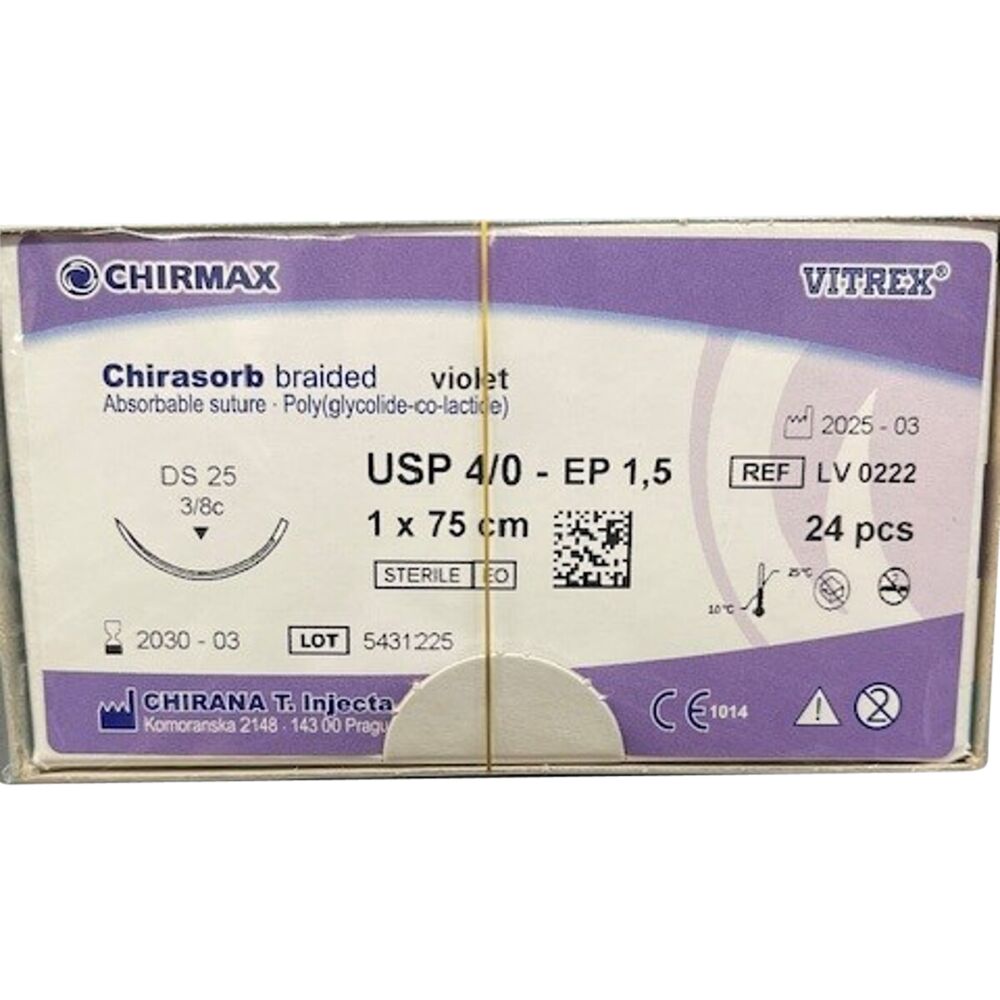 CHIRMAX
VITREX®
Chirasorb braided violet
Absorbable suture · Poly(glycolide-co-lactide)
2025 - 03
DS 25
3/8c
USP 4/0 - EP 1,5
REF LV 0222
1 x 75 cm
24 pcs
STERILE EO
10°C
25°C
2030 - 03
LOT 5431225
CHIRANA T. Injecta
Komoranska 2148 · 143 00 Pragu
CE 1014
2